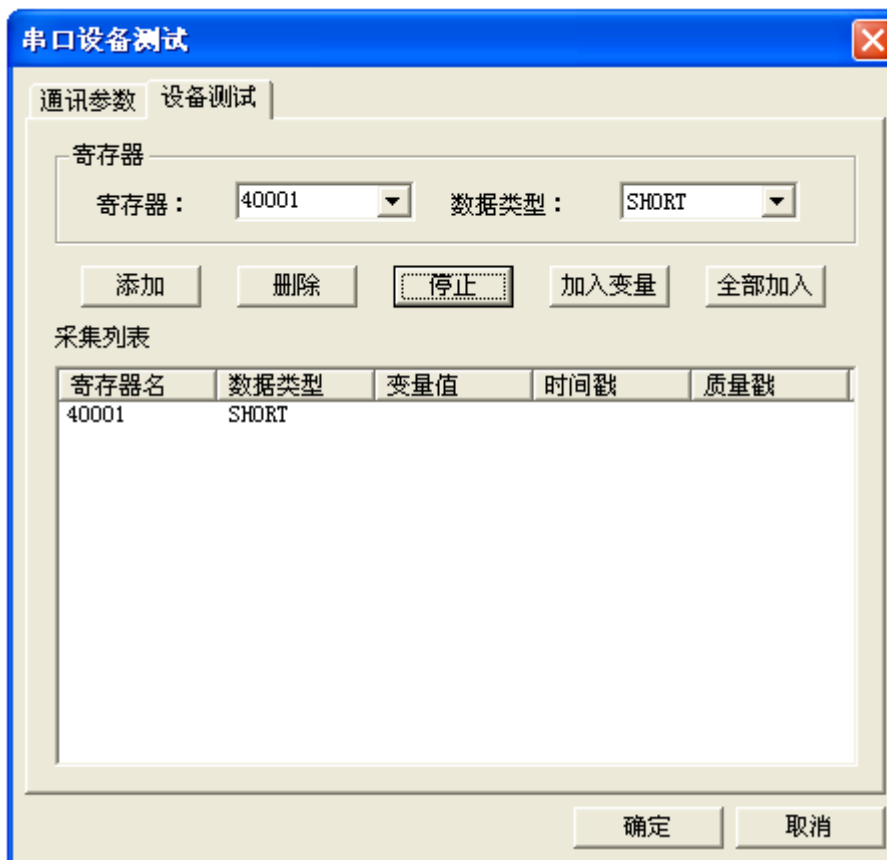 串口设备测试
通讯参数 设备测试
寄存器
寄存器： 40001 数据类型： SHORT
添加 删除 停止 加入变量 全部加入
采集列表
寄存器名 数据类型 变量值 时间戳 质量戳
40001 SHORT
确定 取消